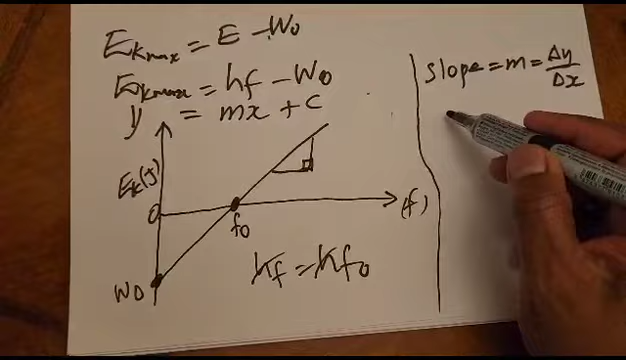 Ekmax = E - W0
Ekmax = hf - W0
y = mx + c
Ek(J)
0
f0
(f)
W0
hf = hf0
Slope = m = Δy/Δx